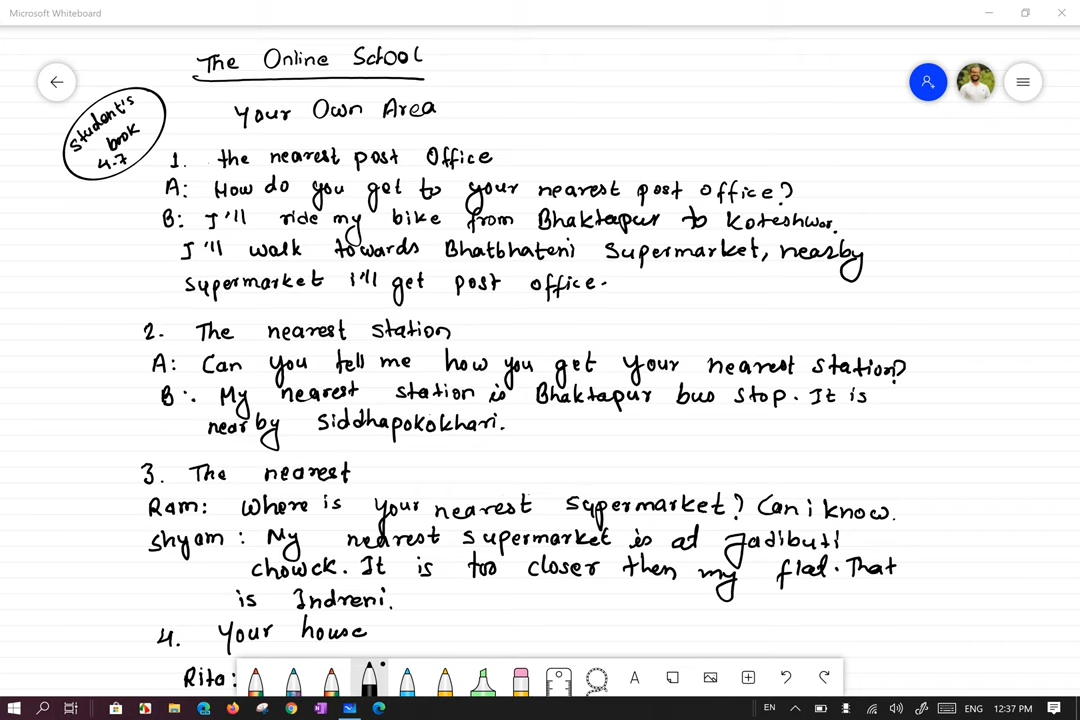 Microsoft Whiteboard
The Online School
Student's
book
4-7
Your Own Area
1. the nearest post Office
A: How do you get to your nearest post office?
B: I'll ride my bike from Bhaktapur to Koteshwor.
I'll walk towards Bhatbhateni Supermarket, nearby
supermarket i'll get post office.
2. The nearest station
A: Can you tell me how you get your nearest station?
B: My nearest station is Bhaktapur bus stop. It is
nearby Siddhapokokhari.
3. The nearest
Ram: Where is your nearest supermarket? Can i know.
Shyam: My nearest supermarket is at Jadibuti
chowck. It is too closer then my flat. That
is Indreni.
4. Your house
Rita:
EN
ENG
12:37 PM